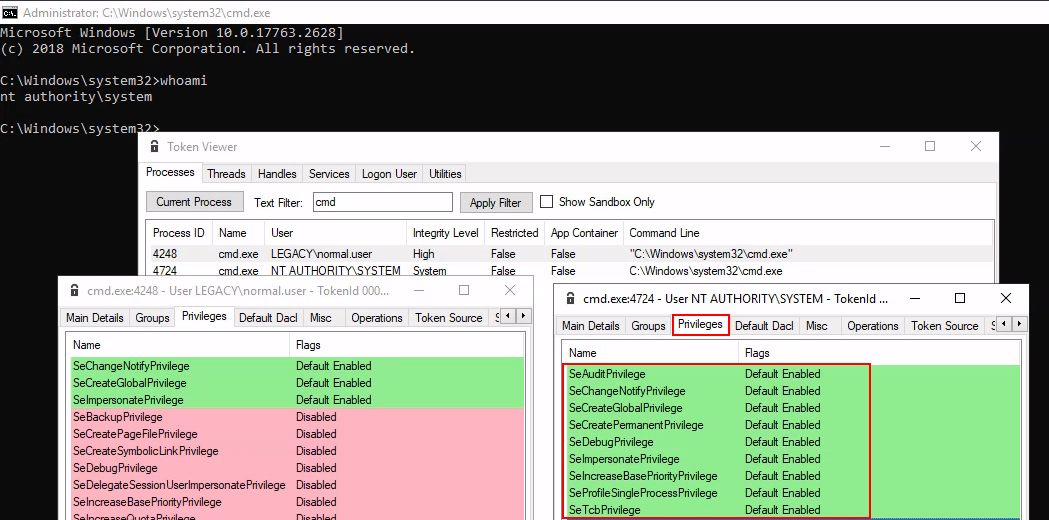 Administrator: C:\Windows\system32\cmd.exe
Microsoft Windows [Version 10.0.17763.2628]
(c) 2018 Microsoft Corporation. All rights reserved.
C:\Windows\system32>whoami
nt authority\system
C:\Windows\system32>
Token Viewer
Processes Threads Handles Services Logon User Utilities
Current Process Text Filter: cmd Apply Filter Show Sandbox Only
Process ID Name User Integrity Level Restricted App Container Command Line
4248 cmd.exe LEGACY\normal.user High False False "C:\Windows\system32\cmd.exe"
4724 cmd.exe NT AUTHORITY\SYSTEM System False False C:\Windows\system32\cmd.exe
cmd.exe:4248 - User LEGACY\normal.user - TokenId 000...
Main Details Groups Privileges Default Dacl Misc Operations Token Source
Name Flags
SeChangeNotifyPrivilege Default Enabled
SeCreateGlobalPrivilege Default Enabled
SeImpersonatePrivilege Default Enabled
SeBackupPrivilege Disabled
SeCreatePageFilePrivilege Disabled
SeCreateSymbolicLinkPrivilege Disabled
SeDebugPrivilege Disabled
SeDelegateSessionUserImpersonatePrivilege Disabled
SeIncreaseBasePriorityPrivilege Disabled
SeIncreaseQuotaPrivilege Disabled
cmd.exe:4724 - User NT AUTHORITY\SYSTEM - TokenId ...
Main Details Groups Privileges Default Dacl Misc Operations Token Source
Name Flags
SeAuditPrivilege Default Enabled
SeChangeNotifyPrivilege Default Enabled
SeCreateGlobalPrivilege Default Enabled
SeCreatePermanentPrivilege Default Enabled
SeDebugPrivilege Default Enabled
SeImpersonatePrivilege Default Enabled
SeIncreaseBasePriorityPrivilege Default Enabled
SeProfileSingleProcessPrivilege Default Enabled
SeTcbPrivilege Default Enabled